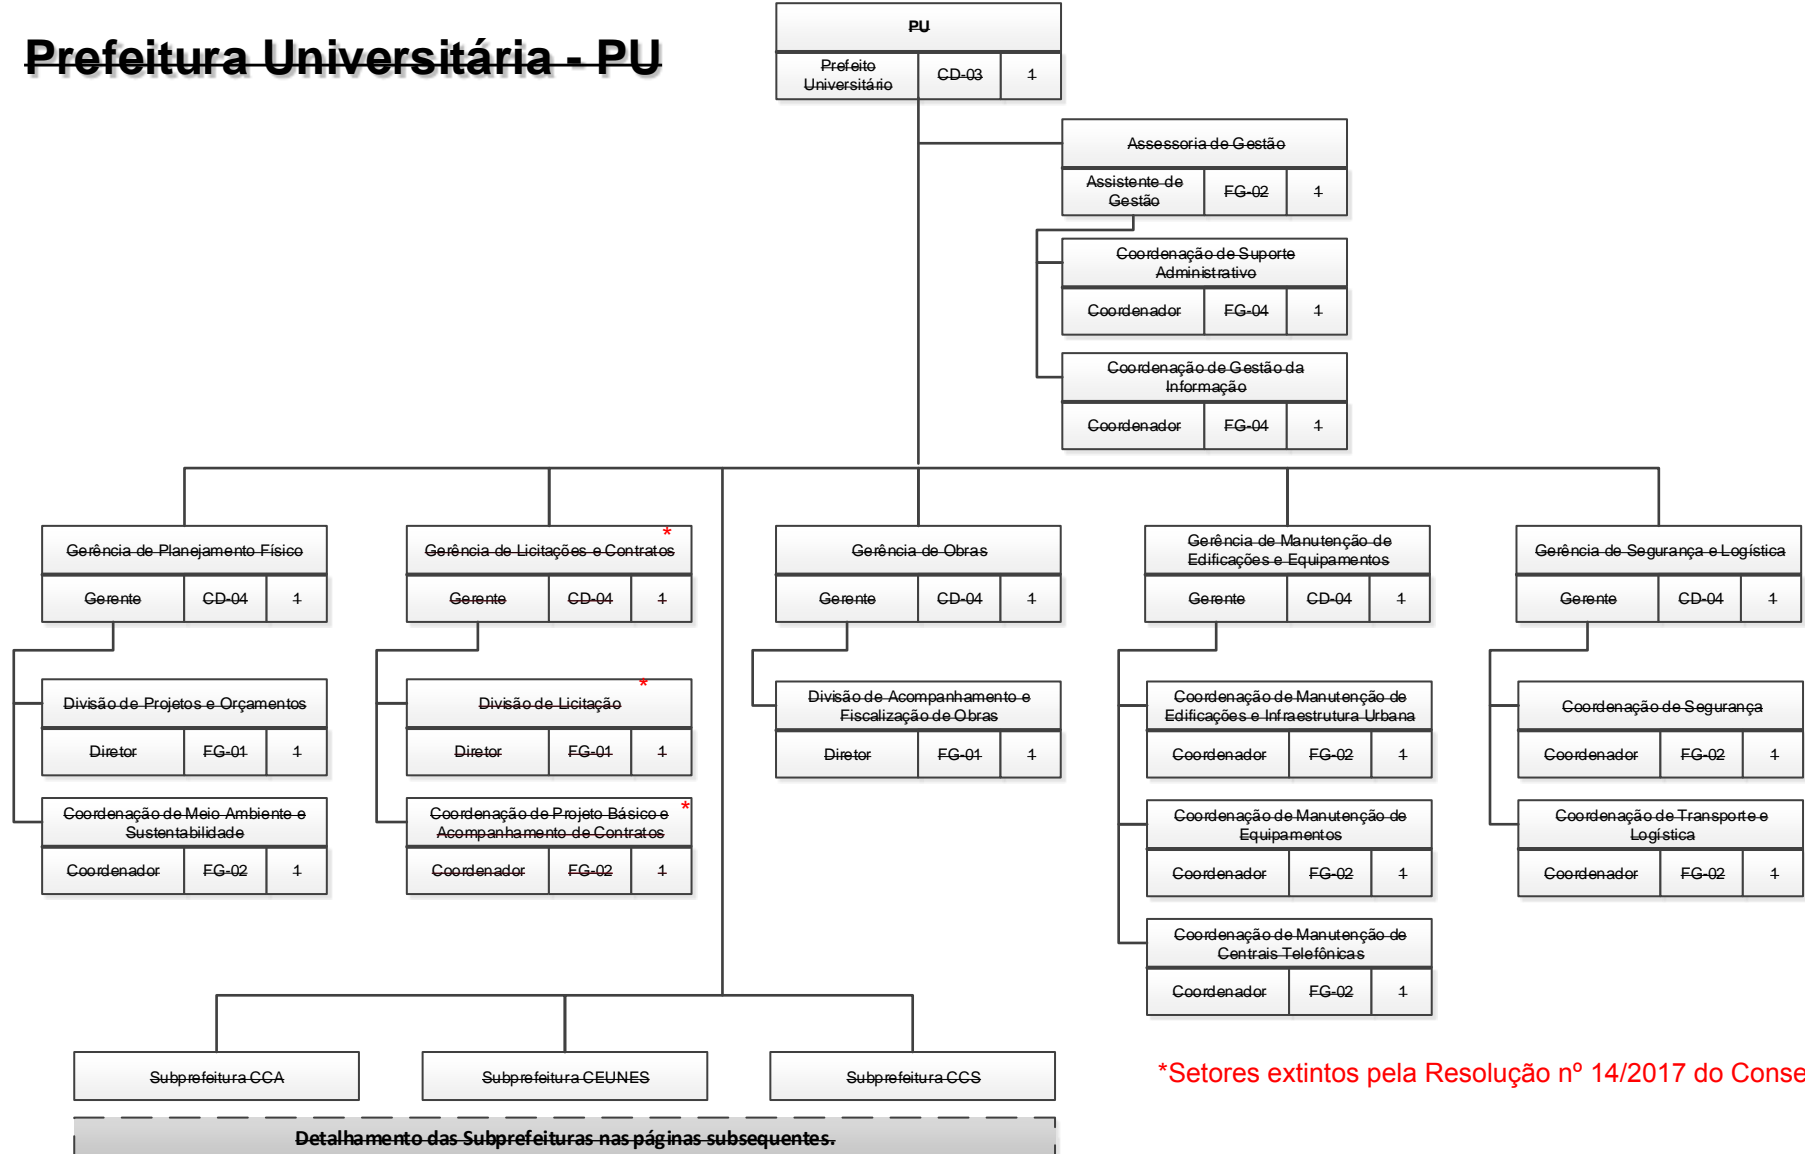 Prefeitura Universitária - PU
PU
Prefeito
Universitário
CD-03
1
Assessoria de Gestão
Assistente de
Gestão
FG-02
1
Coordenação de Suporte
Administrativo
Coordenador
FG-04
1
Coordenação de Gestão da
Informação
Coordenador
FG-04
1
Gerência de Planejamento Físico
Gerente
CD-04
1
Divisão de Projetos e Orçamentos
Diretor
FG-01
1
Coordenação de Meio Ambiente e
Sustentabilidade
Coordenador
FG-02
1
Gerência de Licitações e Contratos
*
Gerente
CD-04
1
Divisão de Licitação
*
Diretor
FG-01
1
Coordenação de Projeto Básico e
*
Acompanhamento de Contratos
Coordenador
FG-02
1
Gerência de Obras
Gerente
CD-04
1
Divisão de Acompanhamento e
Fiscalização de Obras
Diretor
FG-01
1
Gerência de Manutenção de
Edificações e Equipamentos
Gerente
CD-04
1
Coordenação de Manutenção de
Edificações e Infraestrutura Urbana
Coordenador
FG-02
1
Coordenação de Manutenção de
Equipamentos
Coordenador
FG-02
1
Coordenação de Manutenção de
Centrais Telefônicas
Coordenador
FG-02
1
Gerência de Segurança e Logística
Gerente
CD-04
1
Coordenação de Segurança
Coordenador
FG-02
1
Coordenação de Transporte e
Logística
Coordenador
FG-02
1
Subprefeitura CCA
Subprefeitura CEUNES
Subprefeitura CCS
Detalhamento das Subprefeituras nas páginas subsequentes.
*Setores extintos pela Resolução nº 14/2017 do Conse